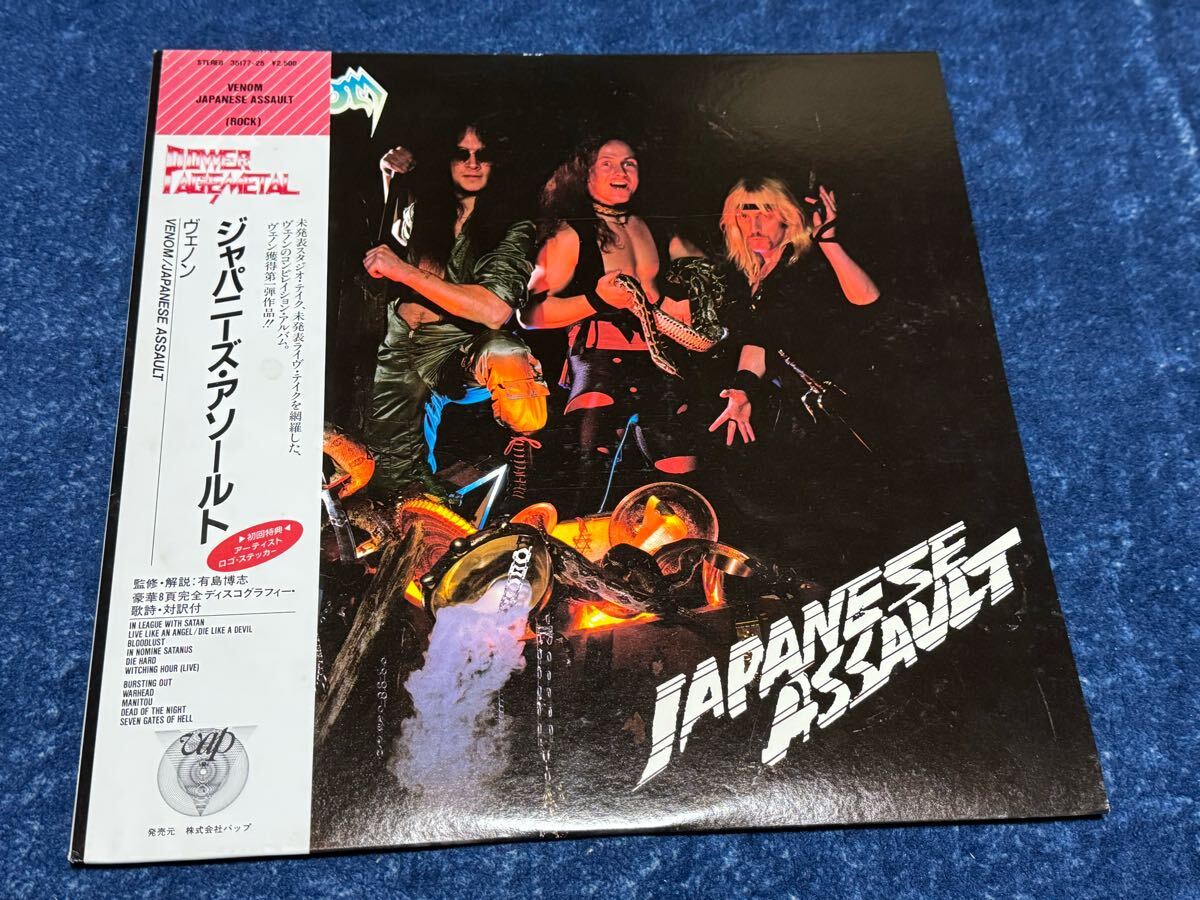 STEREO 35177-25 ¥2,500
VENOM
JAPANESE ASSAULT
(ROCK)
POWER
RAGE/METAL
未発表スタジオ・テイク、未発表ライヴ・テイクを網羅した、
ヴェノンのコンピレイション・アルバム。
ヴェノン獲得第一弾作品!!
ジャパニーズ・アソールト
ヴェノン
VENOM/JAPANESE ASSAULT
▶初回特典◀
アーティスト
ロゴ・ステッカー
監修・解説:有島博志
豪華8頁完全ディスコグラフィー・
歌詩・対訳付
IN LEAGUE WITH SATAN
LIVE LIKE AN ANGEL/DIE LIKE A DEVIL
BLOODLUST
IN NOMINE SATANUS
DIE HARD
WITCHING HOUR (LIVE)
BURSTING OUT
WARHEAD
MANITOU
DEAD OF THE NIGHT
SEVEN GATES OF HELL
vap
発売元 株式会社バップ
JAPANESE
ASSAULT